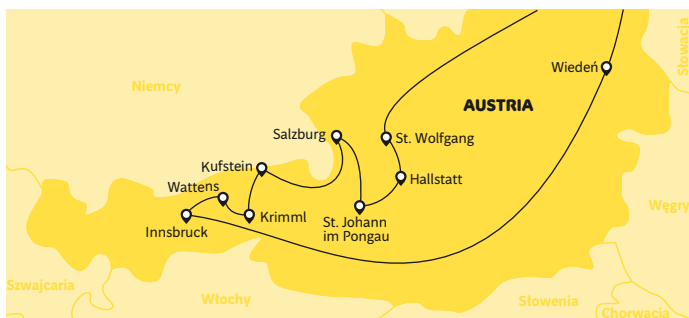 Słowacja
Wiedeń
Niemcy
AUSTRIA
Salzburg
St. Wolfgang
Kufstein
Hallstatt
Wattens
Węgry
Krimml
St. Johann
im Pongau
Innsbruck
Szwajcaria
Włochy
Słowenia
Chorwacja